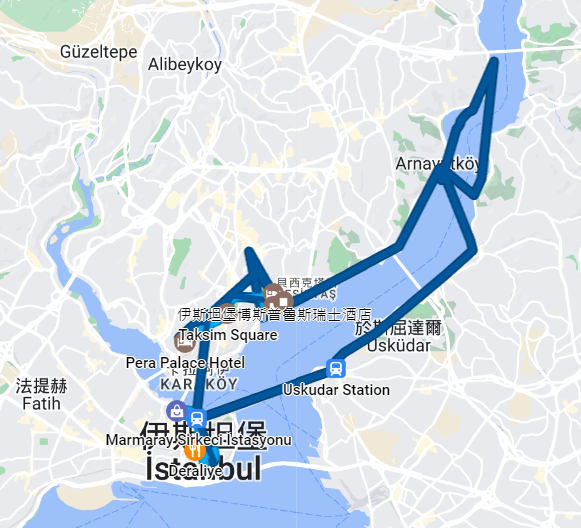 Güzeltepe
Alibeykoy
Arnavutköy
伊斯坦堡博斯普魯斯瑞士酒店
Taksim Square
於斯屈達爾
Usküdar
Pera Palace Hotel
KARAKÖY
法提赫
Fatih
Uskudar Station
Marmaray Sirkeci İstasyonu
伊斯坦堡
Deraliye
İstanbul